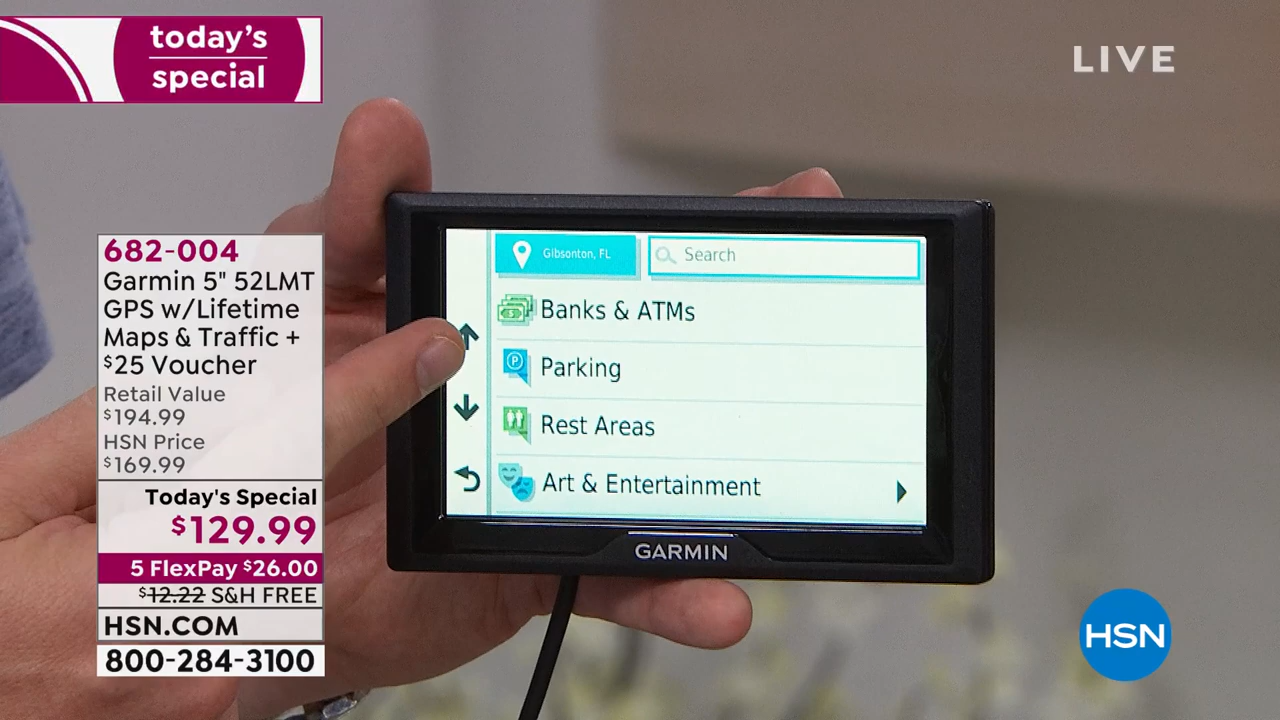 today's
special
LIVE
682-004
Garmin 5" 52LMT
GPS w/Lifetime
Maps & Traffic +
$25 Voucher
Retail Value
$194.99
HSN Price
$169.99
Today's Special
$129.99
5 FlexPay $26.00
$12.22 S&H FREE
HSN.COM
800-284-3100
Gibsonton, FL
Search
Banks & ATMs
P
Parking
Rest Areas
Art & Entertainment
GARMIN
HSN